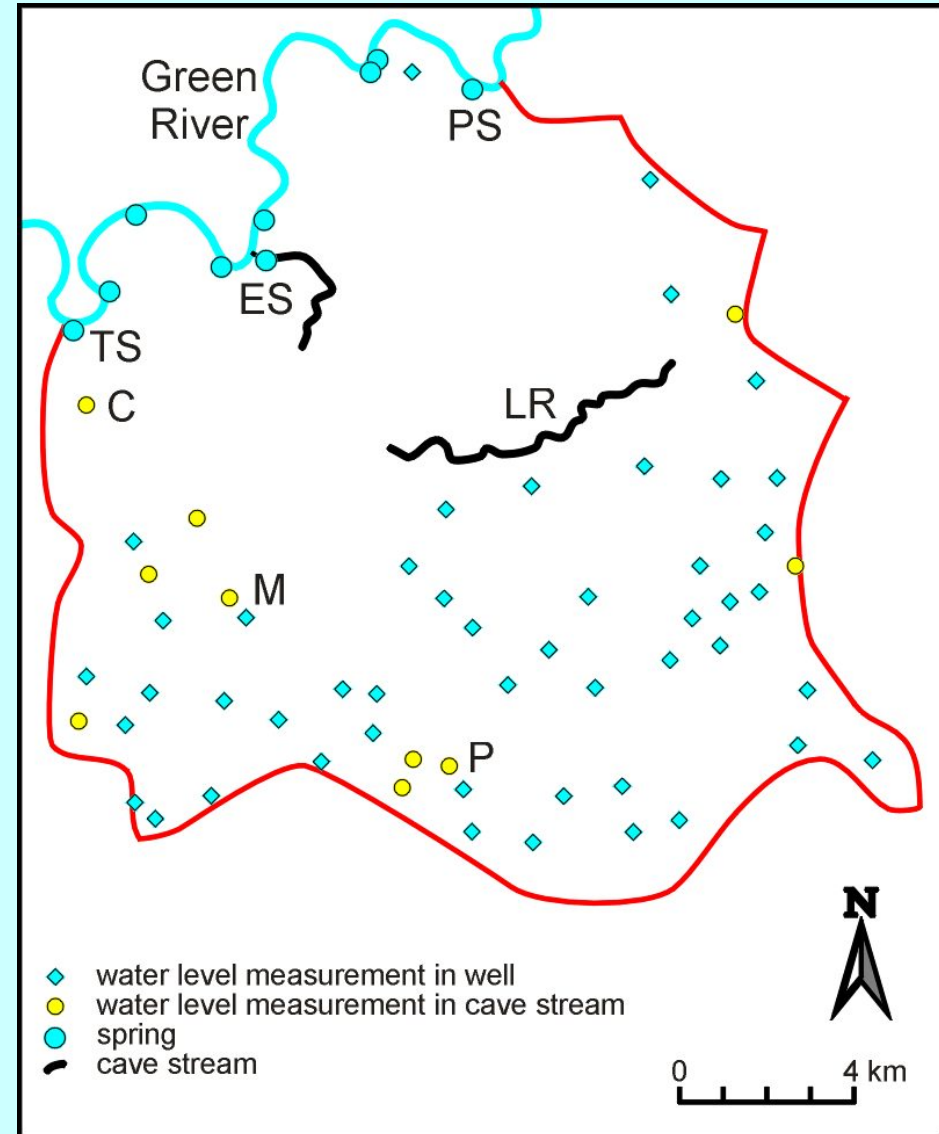 Green
River
PS
ES
TS
C
LR
M
P
N
water level measurement in well
water level measurement in cave stream
spring
cave stream
0 4 km